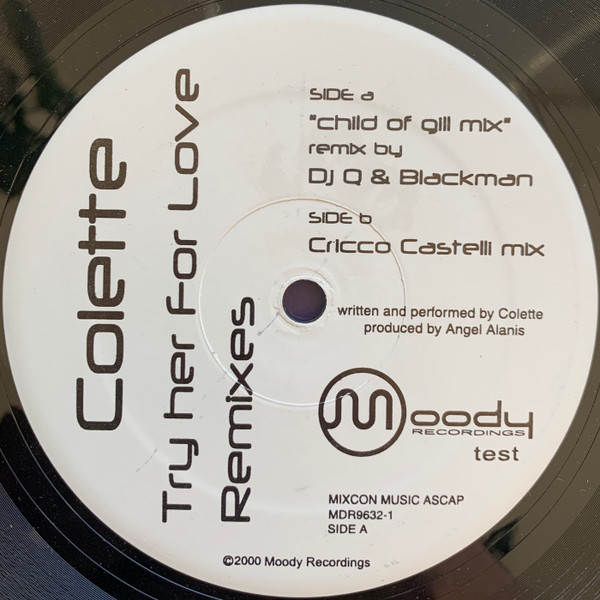 Colette
Try her For Love
Remixes
SIDE a
"child of gill mix"
remix by
DJ Q & Blackman
SIDE b
Cricco Castelli mix
written and performed by Colette
produced by Angel Alanis
Moody
RECORDINGS
test
MIXCON MUSIC ASCAP
MDR9632-1
SIDE A
©2000 Moody Recordings